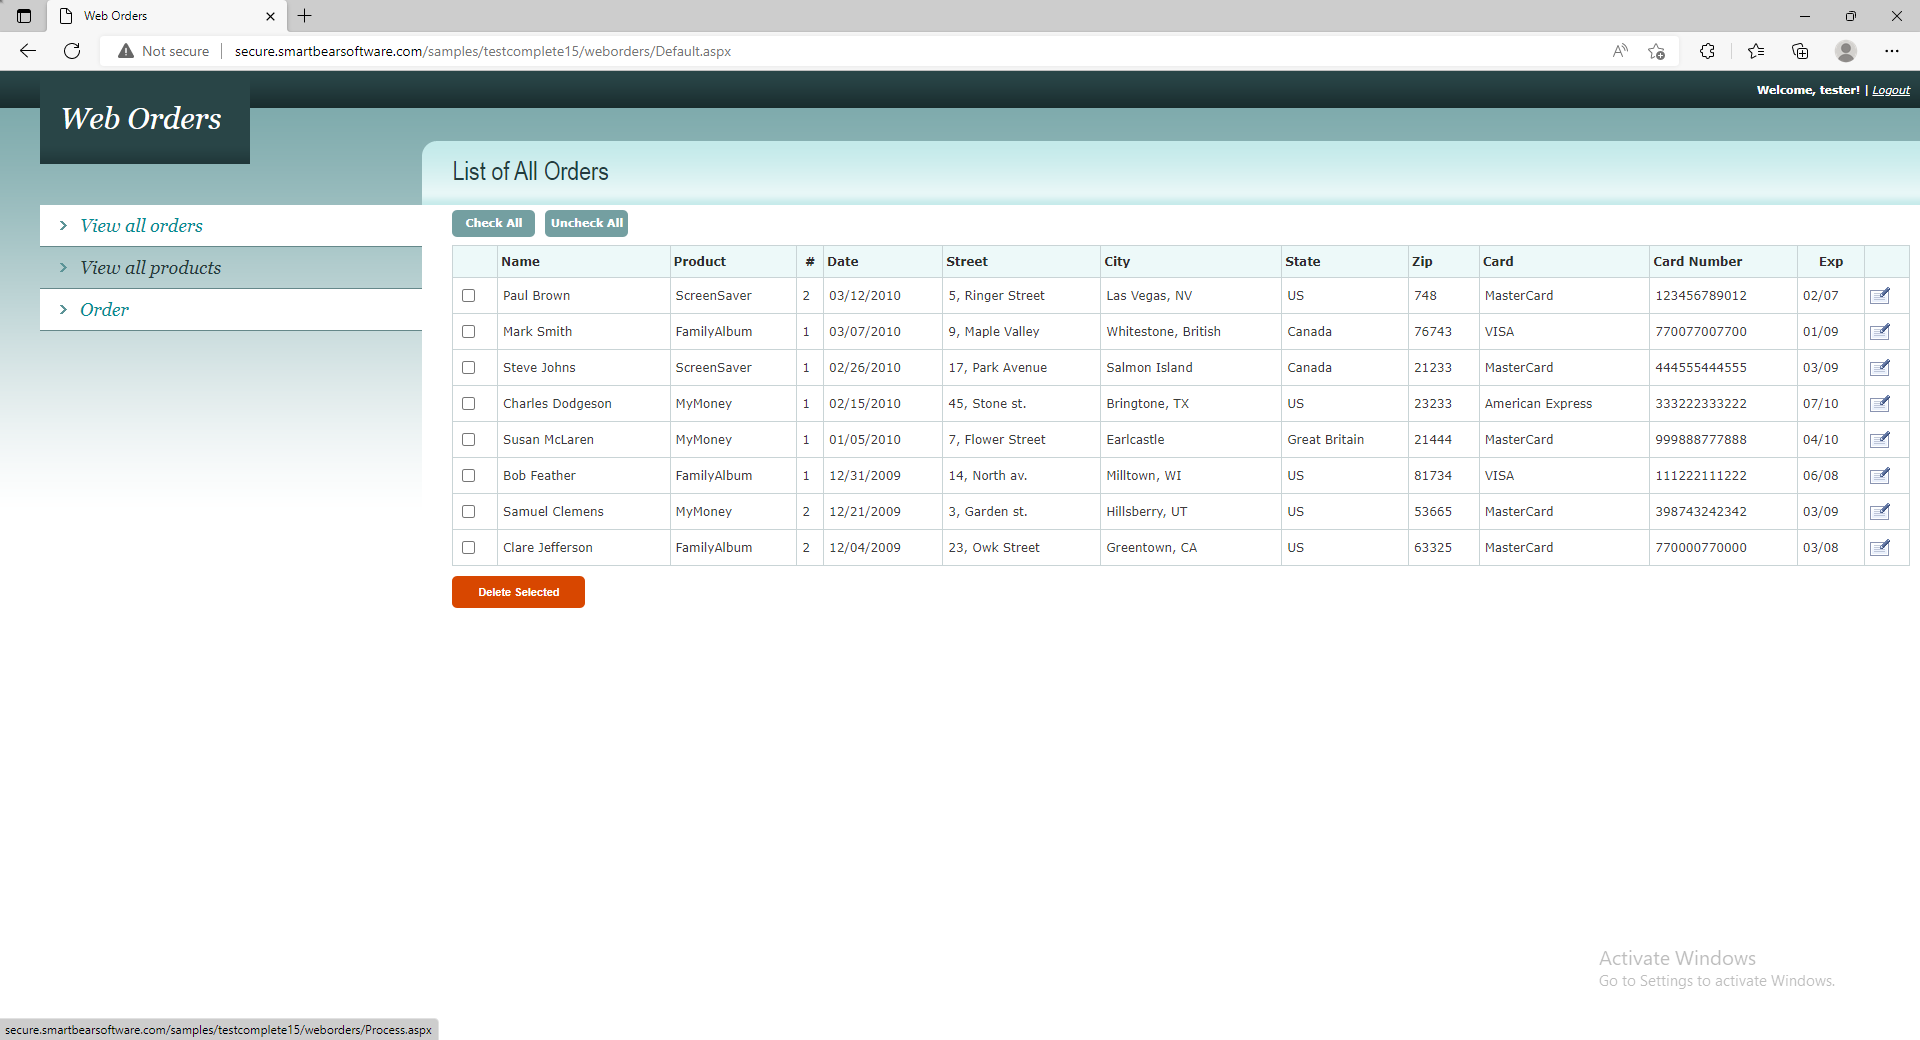 Web Orders
Not secure
secure.smartbearsoftware.com/samples/testcomplete15/weborders/Default.aspx
Welcome, tester! | Logout
Web Orders
List of All Orders
View all orders
View all products
Order
Check All Uncheck All
Name Product # Date Street City State Zip Card Card Number Exp
Paul Brown ScreenSaver 2 03/12/2010 5, Ringer Street Las Vegas, NV US 748 MasterCard 123456789012 02/07
Mark Smith FamilyAlbum 1 03/07/2010 9, Maple Valley Whitestone, British Canada 76743 VISA 770077007700 01/09
Steve Johns ScreenSaver 1 02/26/2010 17, Park Avenue Salmon Island Canada 21233 MasterCard 444555444555 03/09
Charles Dodgeson MyMoney 1 02/15/2010 45, Stone st. Bringtone, TX US 23233 American Express 333222333222 07/10
Susan McLaren MyMoney 1 01/05/2010 7, Flower Street Earlcastle Great Britain 21444 MasterCard 999888777888 04/10
Bob Feather FamilyAlbum 1 12/31/2009 14, North av. Milltown, WI US 81734 VISA 111222111222 06/08
Samuel Clemens MyMoney 2 12/21/2009 3, Garden st. Hillsberry, UT US 53665 MasterCard 398743242342 03/09
Clare Jefferson FamilyAlbum 2 12/04/2009 23, Owk Street Greentown, CA US 63325 MasterCard 770000770000 03/08
Delete Selected
Activate Windows
Go to Settings to activate Windows.
secure.smartbearsoftware.com/samples/testcomplete15/weborders/Process.aspx